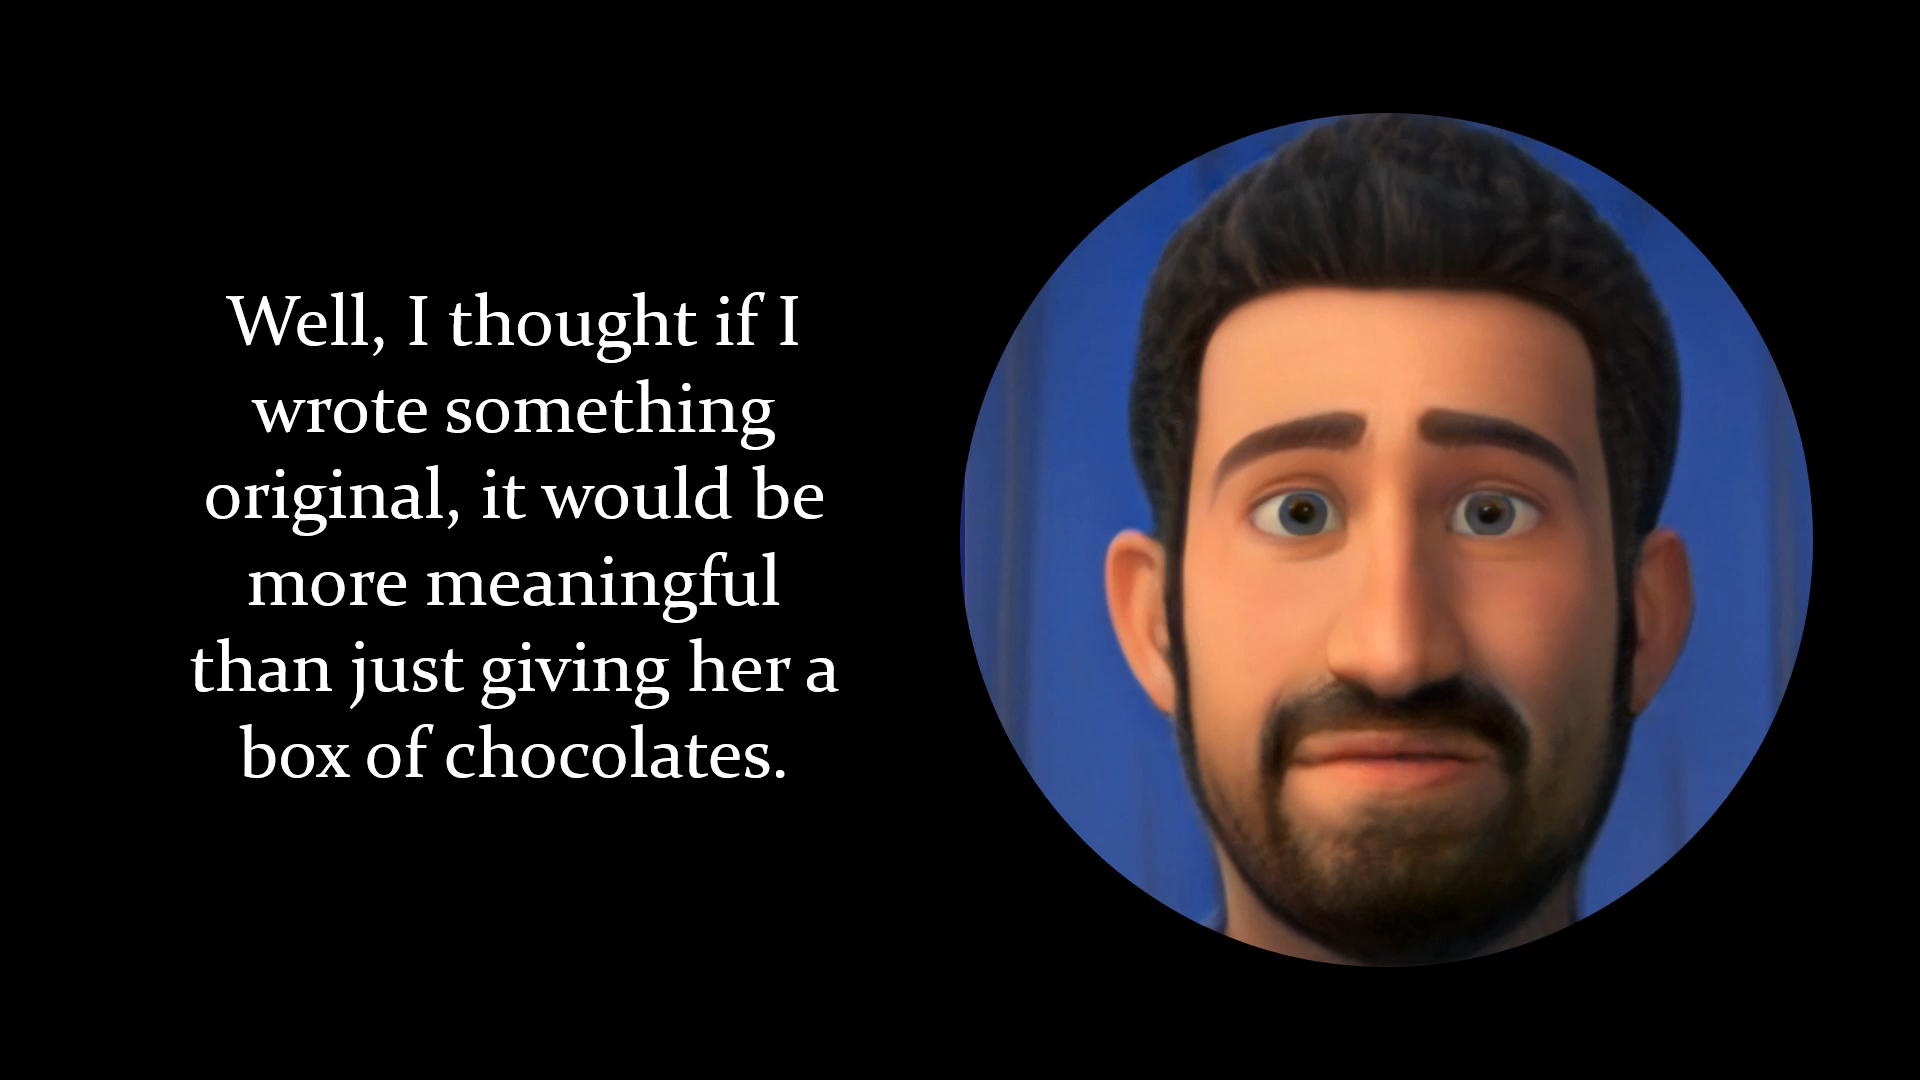 Well, I thought if I
wrote something
original, it would be
more meaningful
than just giving her a
box of chocolates.